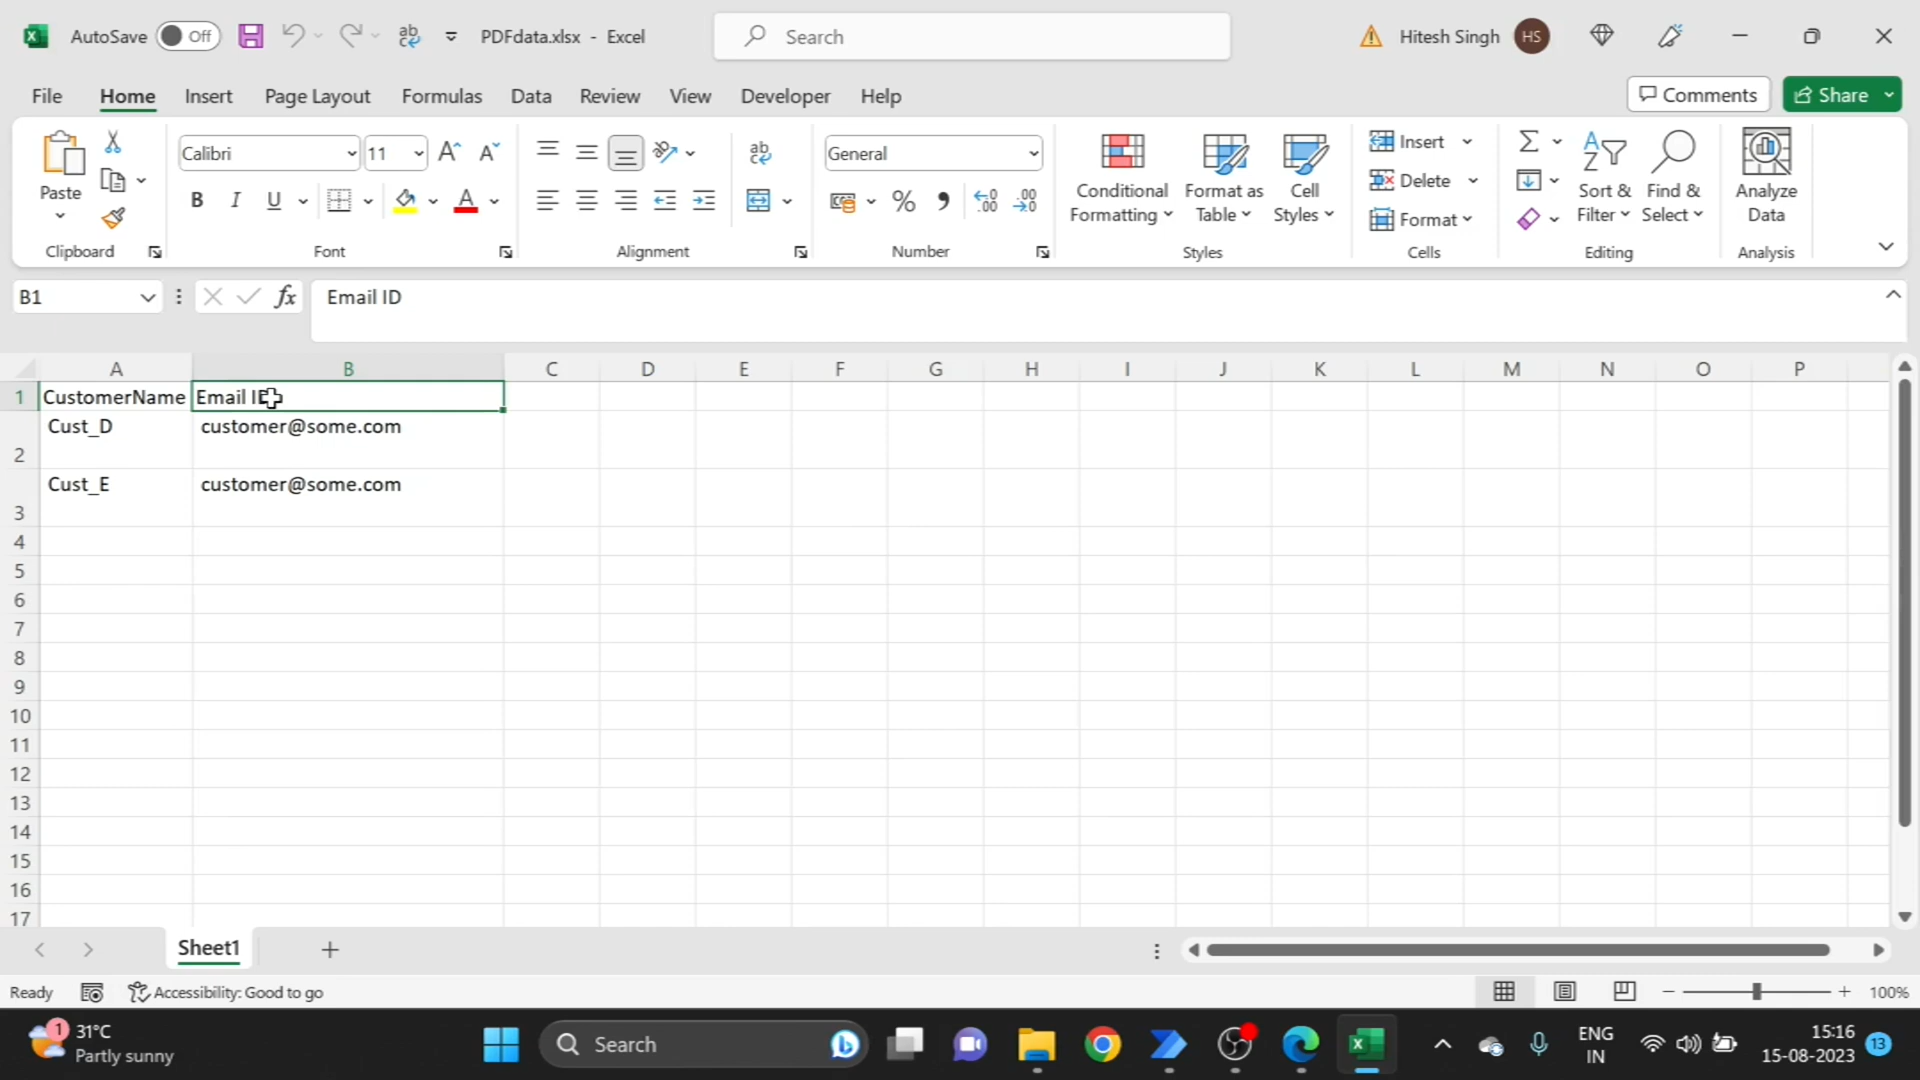 AutoSave Off PDFdata.xlsx - Excel Search Hitesh Singh HS
File Home Insert Page Layout Formulas Data Review View Developer Help Comments Share
Paste
Clipboard
Calibri 11
B I U
Font
ab
Alignment
General
% 9
Number
Conditional Formatting
Format as Table
Cell Styles
Styles
Insert
Delete
Format
Cells
Sort & Filter
Find & Select
Editing
Analyze Data
Analysis
B1 fx Email ID
A B C D E F G H I J K L M N O P
1 CustomerName Email ID
2 Cust_D customer@some.com
3 Cust_E customer@some.com
4
5
6
7
8
9
10
11
12
13
14
15
16
17
Sheet1
Ready Accessibility: Good to go 100%
1 31°C
Partly sunny
Search
ENG
IN
15:16
15-08-2023
13